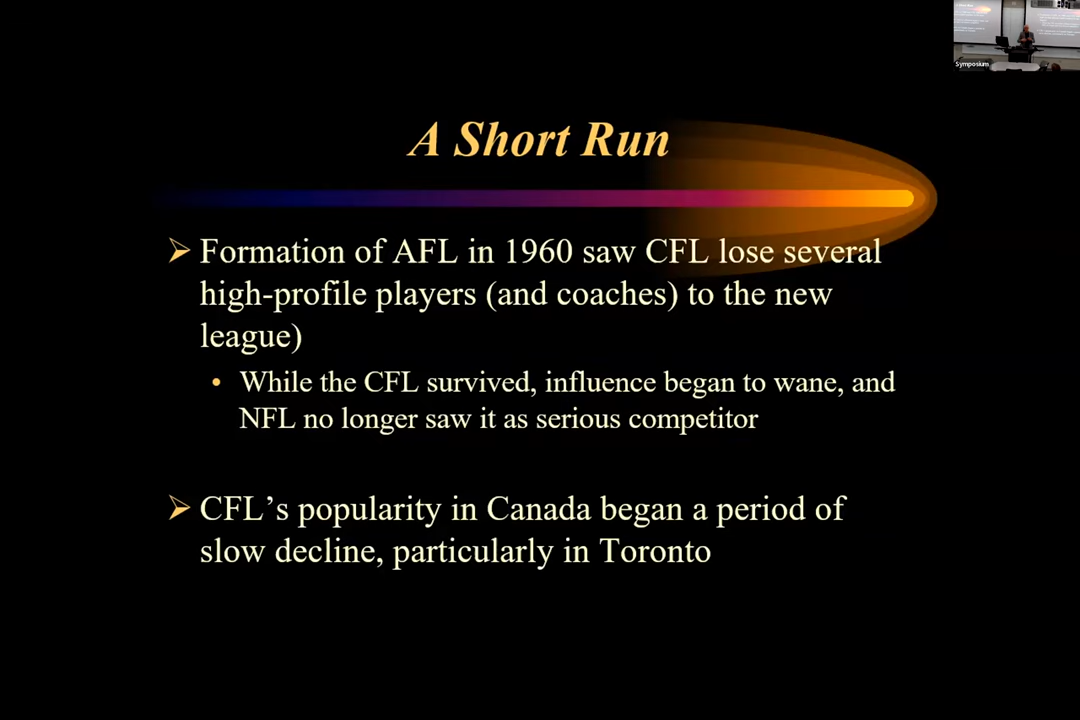 Symposium
A Short Run
Formation of AFL in 1960 saw CFL lose several
high-profile players (and coaches) to the new
league)
While the CFL survived, influence began to wane, and
NFL no longer saw it as serious competitor
CFL’s popularity in Canada began a period of
slow decline, particularly in Toronto